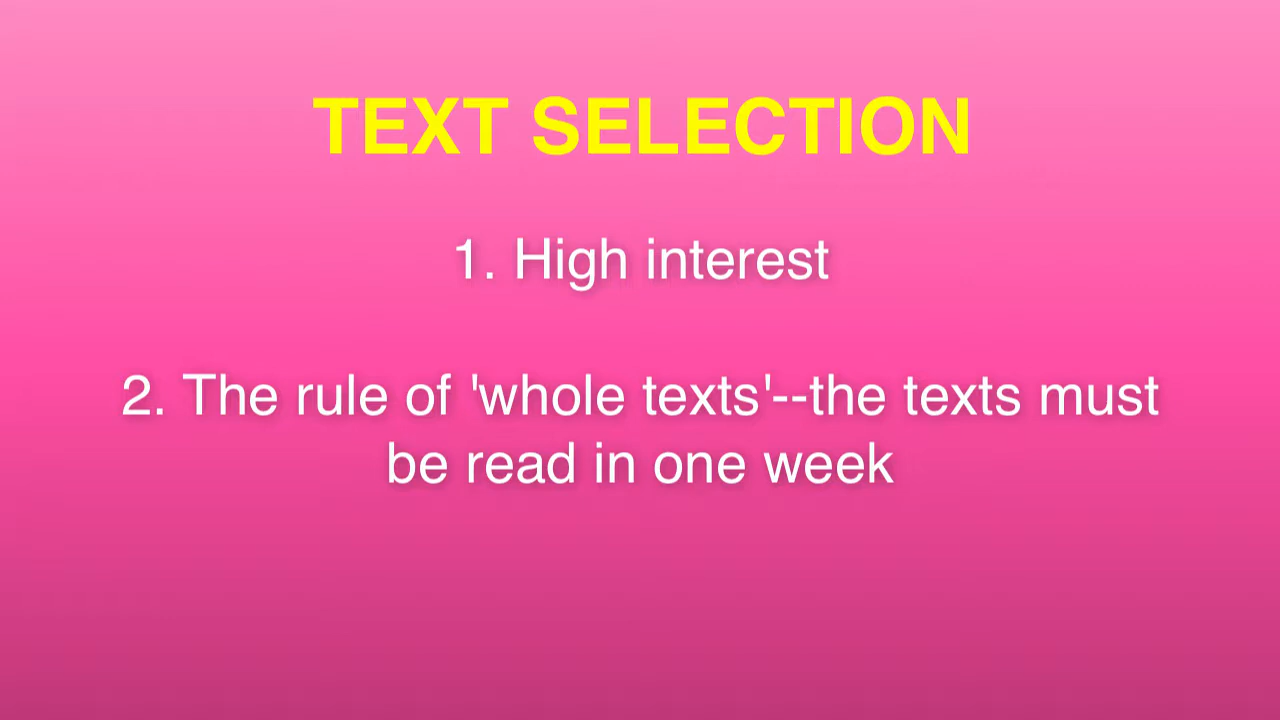 TEXT SELECTION
1. High interest
2. The rule of 'whole texts'--the texts must
be read in one week